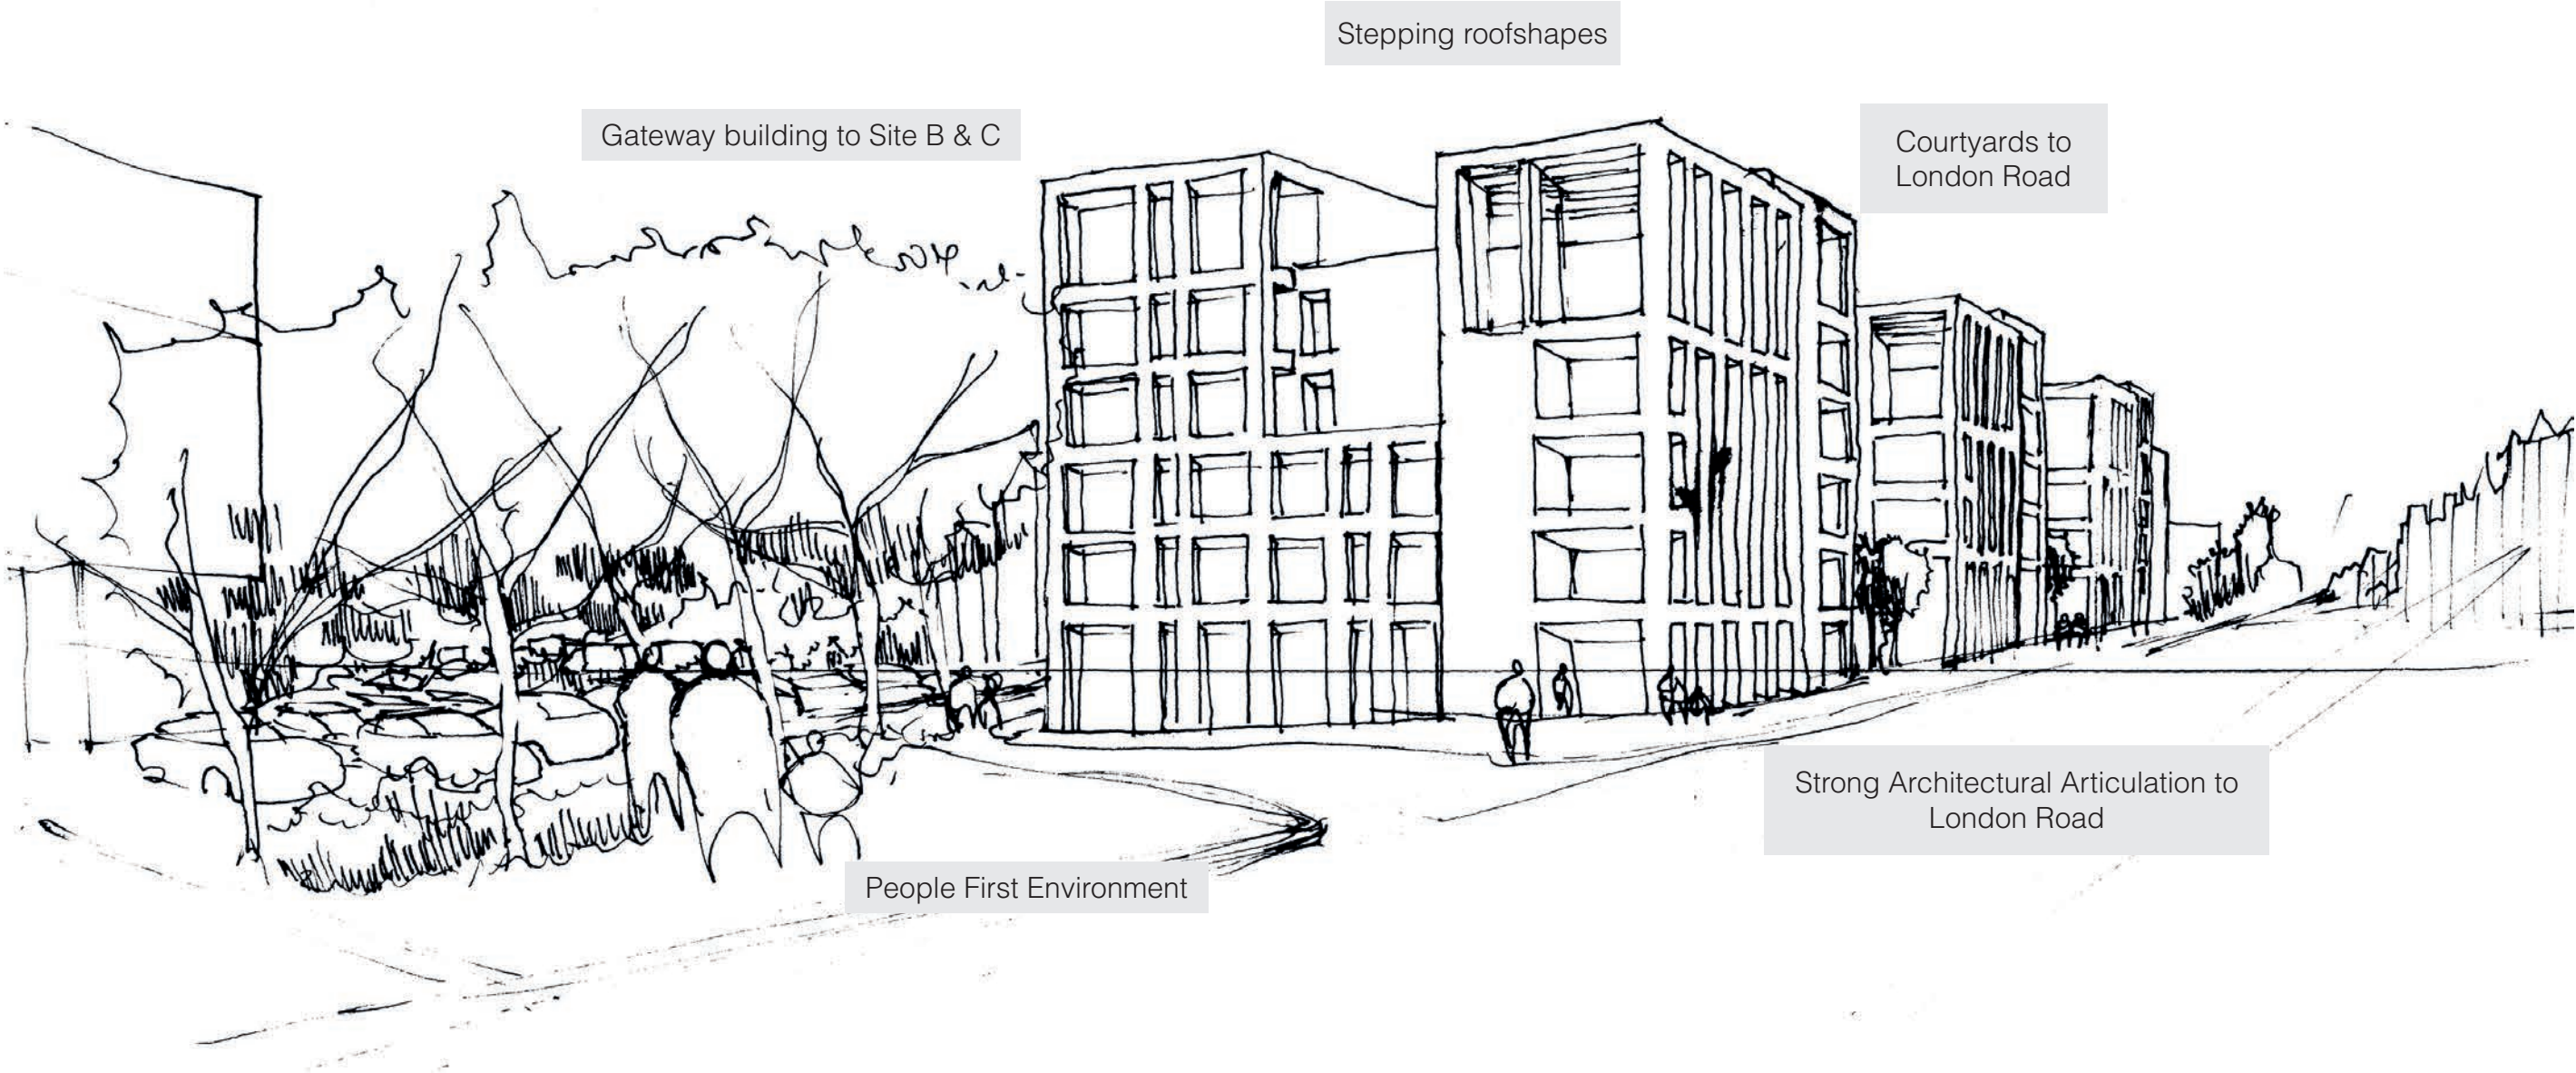 Stepping roofshapes
Gateway building to Site B & C
Courtyards to
London Road
Strong Architectural Articulation to
London Road
People First Environment